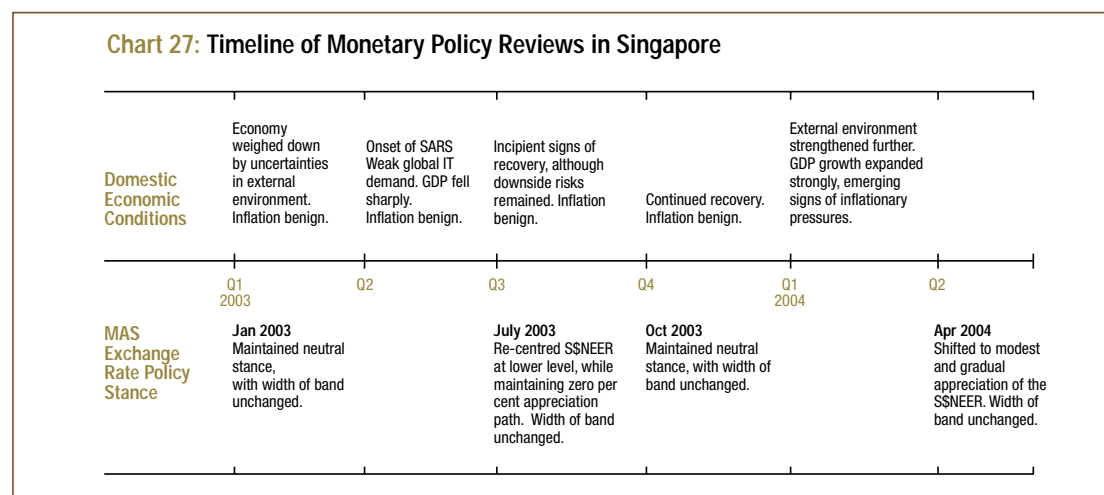 Chart 27: Timeline of Monetary Policy Reviews in Singapore
Domestic
Economic
Conditions
Economy
weighed down
by uncertainties
in external
environment.
Inflation benign.
Onset of SARS
Weak global IT
demand. GDP fell
sharply.
Inflation benign.
Incipient signs of
recovery, although
downside risks
remained. Inflation
benign.
Continued recovery.
Inflation benign.
External environment
strengthened further.
GDP growth expanded
strongly, emerging
signs of inflationary
pressures.
Q1
2003
Q2
Q3
Q4
Q1
2004
Q2
MAS
Exchange
Rate Policy
Stance
Jan 2003
Maintained neutral
stance,
with width of band
unchanged.
July 2003
Re-centred S$NEER
at lower level, while
maintaining zero per
cent appreciation
path. Width of band
unchanged.
Oct 2003
Maintained neutral
stance, with width of
band unchanged.
Apr 2004
Shifted to modest
and gradual
appreciation of the
S$NEER. Width of
band unchanged.